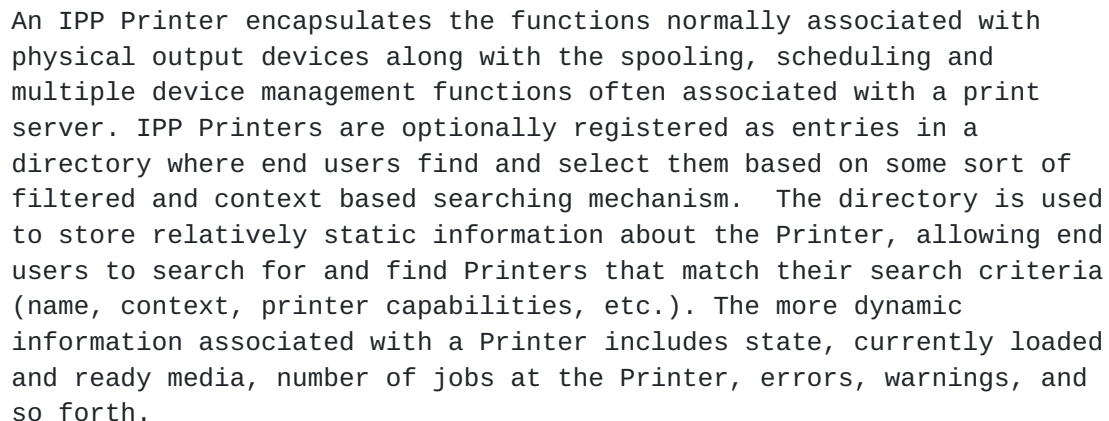 An IPP Printer encapsulates the functions normally associated with
physical output devices along with the spooling, scheduling and
multiple device management functions often associated with a print
server. IPP Printers are optionally registered as entries in a
directory where end users find and select them based on some sort of
filtered and context based searching mechanism.  The directory is used
to store relatively static information about the Printer, allowing end
users to search for and find Printers that match their search criteria
(name, context, printer capabilities, etc.). The more dynamic
information associated with a Printer includes state, currently loaded
and ready media, number of jobs at the Printer, errors, warnings, and
so forth.